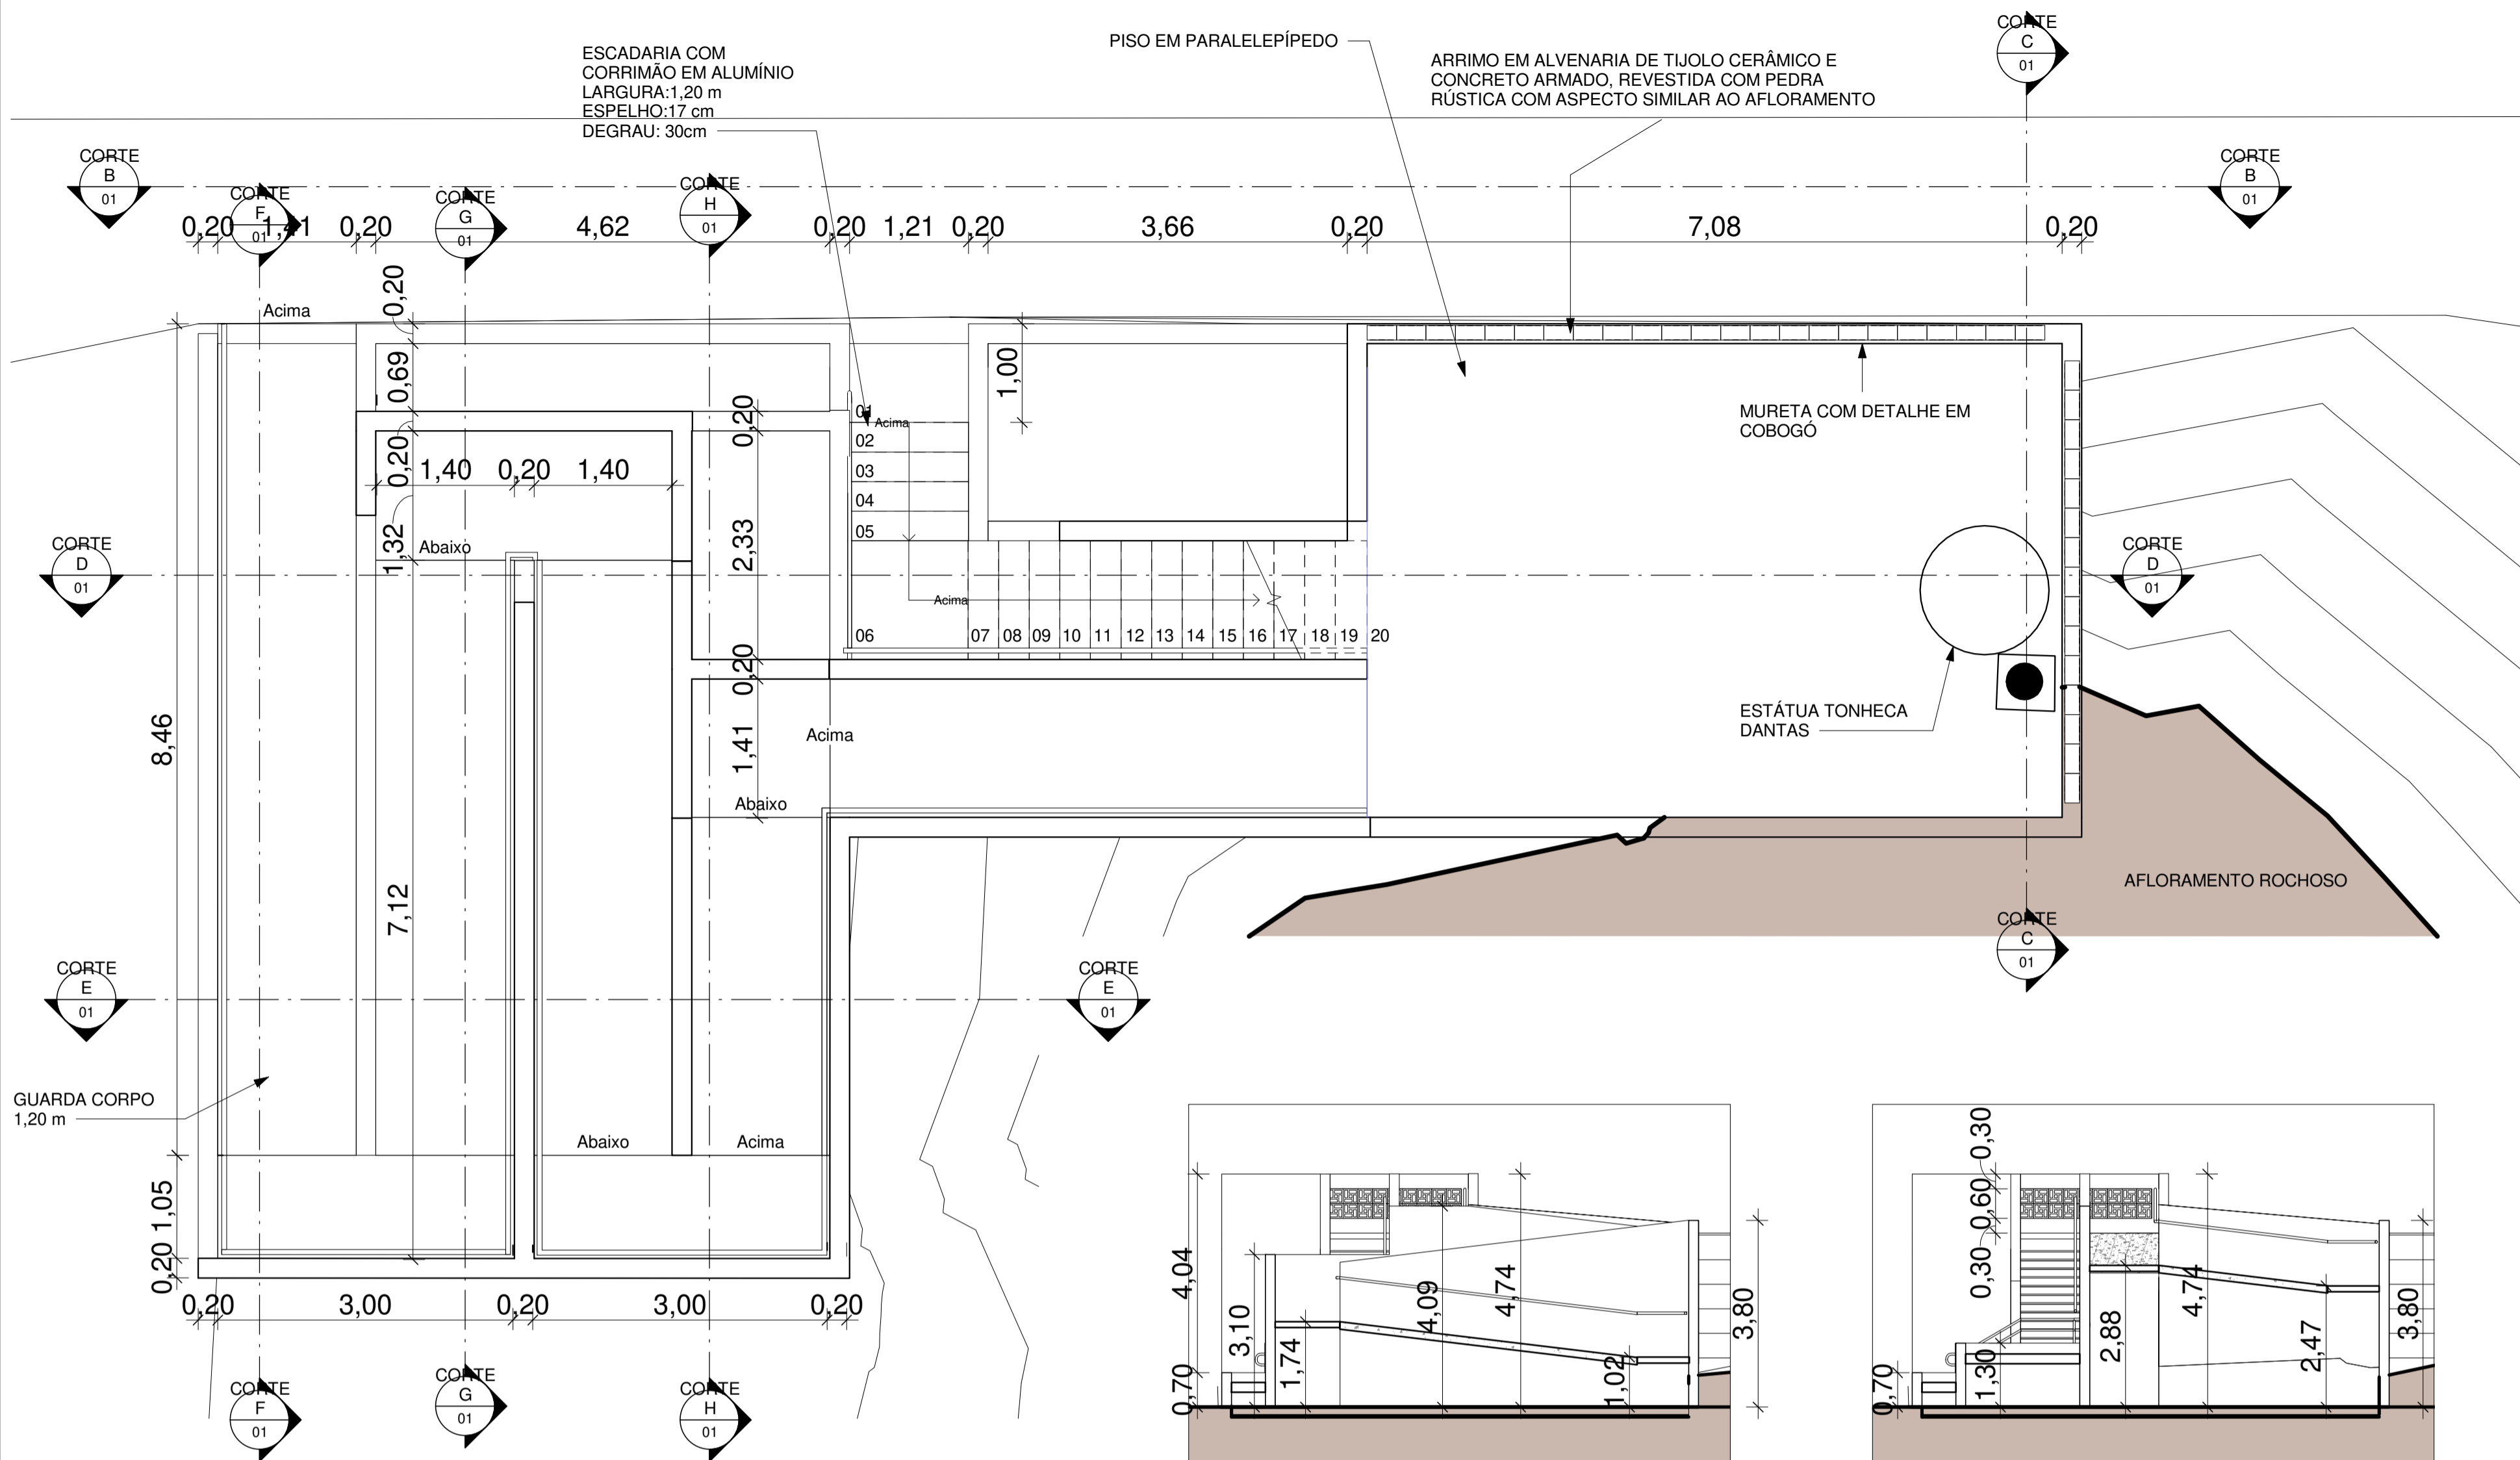 ESCADARIA COM
CORRIMÃO EM ALUMÍNIO
LARGURA:1,20 m
ESPELHO:17 cm
DEGRAU: 30cm
PISO EM PARALELEPÍPEDO
ARRIMO EM ALVENARIA DE TIJOLO CERÂMICO E
CONCRETO ARMADO, REVESTIDA COM PEDRA
RÚSTICA COM ASPECTO SIMILAR AO AFLORAMENTO
CORTE
C
01
CORTE
B
01
CORTE
F
01
CORTE
G
01
CORTE
H
01
CORTE
B
01
0,20 1,41 0,20 4,62 0,20 1,21 0,20 3,66 0,20 7,08 0,20
Acima
0,20
0,69
0,20
1,32
7,12
1,40 0,20 1,40
Abaixo
0,20
2,33
0,20
1,41
1,00
01
Acima
02
03
04
05
Acima
06 07 08 09 10 11 12 13 14 15 16 17 18 19 20
MURETA COM DETALHE EM
COBOGÓ
CORTE
D
01
CORTE
D
01
ESTÁTUA TONHECA
DANTAS
Acima
Abaixo
8,46
1,05
0,20
AFLORAMENTO ROCHOSO
CORTE
C
01
CORTE
E
01
CORTE
E
01
GUARDA CORPO
1,20 m
Abaixo
Acima
0,20 3,00 0,20 3,00 0,20
CORTE
F
01
CORTE
G
01
CORTE
H
01
4,04
0,70
3,10
1,74
4,09
4,74
1,02
3,80
0,30
0,60
0,30
0,70
1,30
2,88
4,74
2,47
3,80